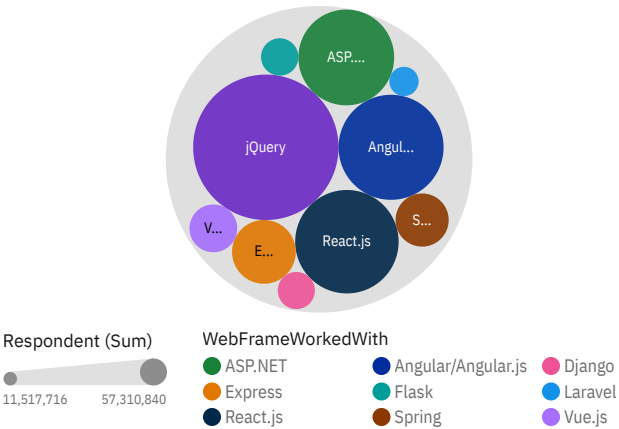 ASP....
jQuery
Angul...
S...
V...
React.js
E...
Respondent (Sum)
11,517,716 57,310,840
WebFrameWorkedWith
ASP.NET Angular/Angular.js Django
Express Flask Laravel
React.js Spring Vue.js